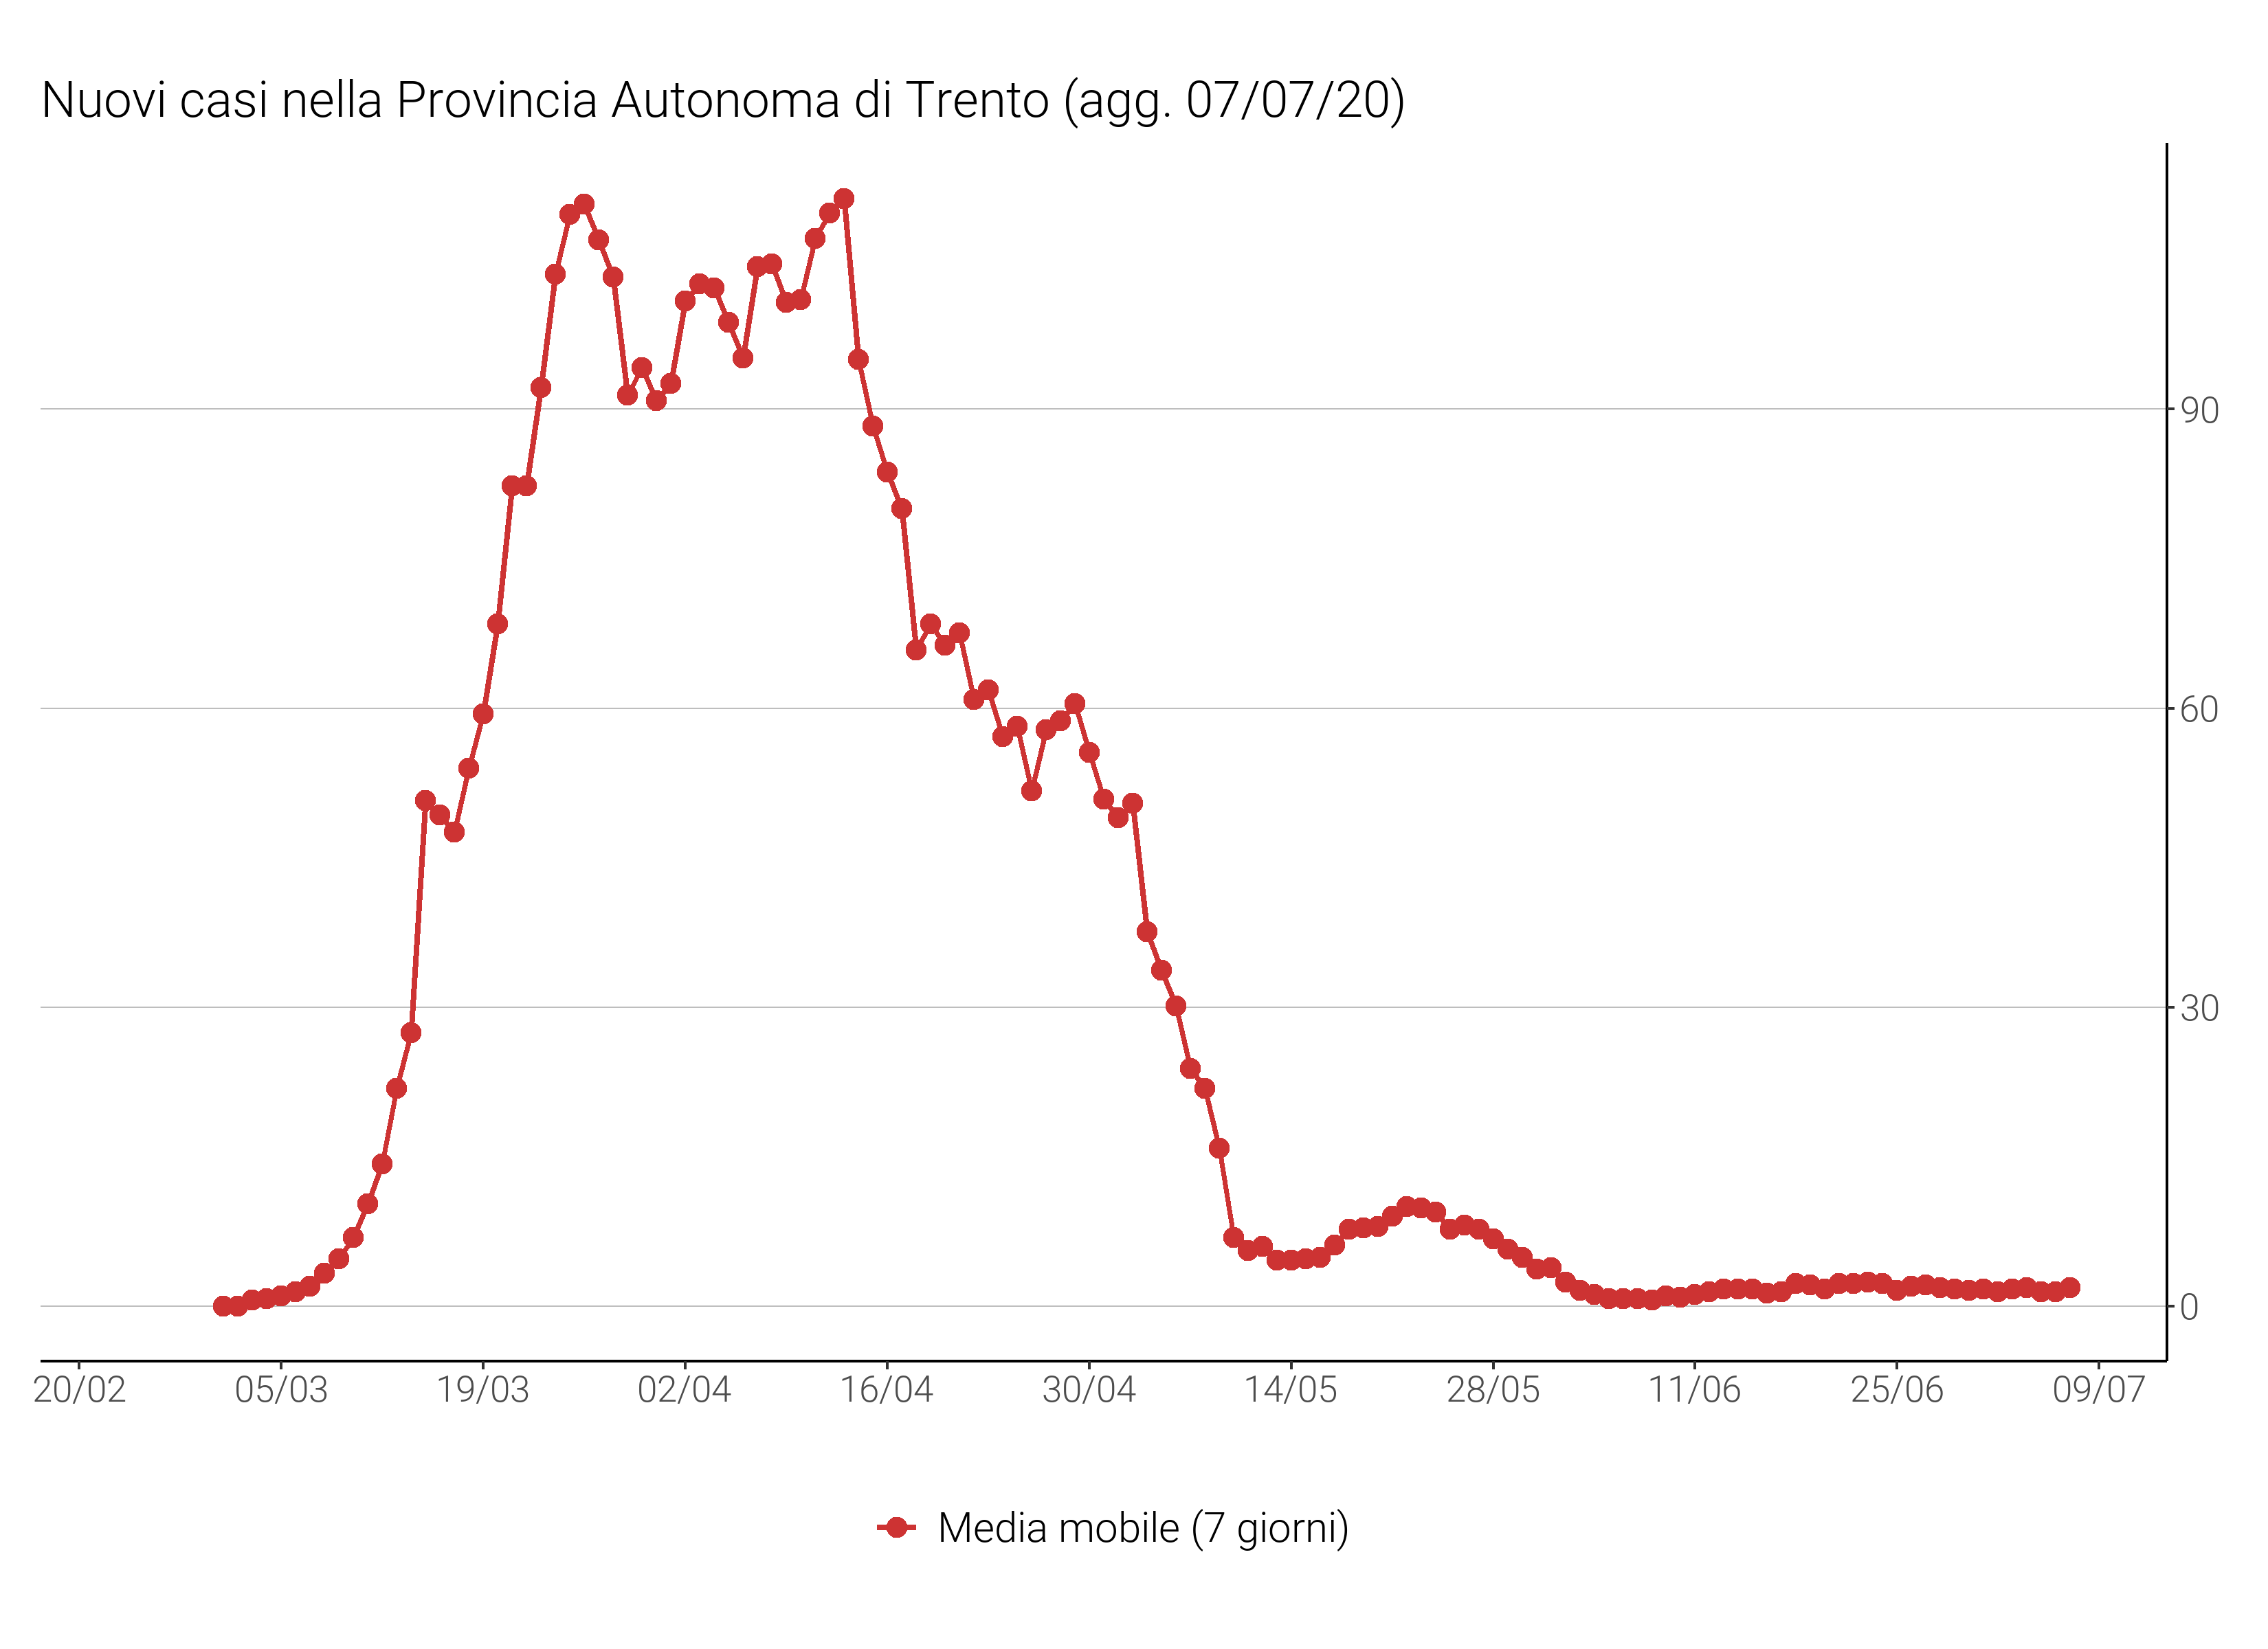 Nuovi casi nella Provincia Autonoma di Trento (agg. 07/07/20)
90
60
30
0
20/02 05/03 19/03 02/04 16/04 30/04 14/05 28/05 11/06 25/06 09/07
Media mobile (7 giorni)